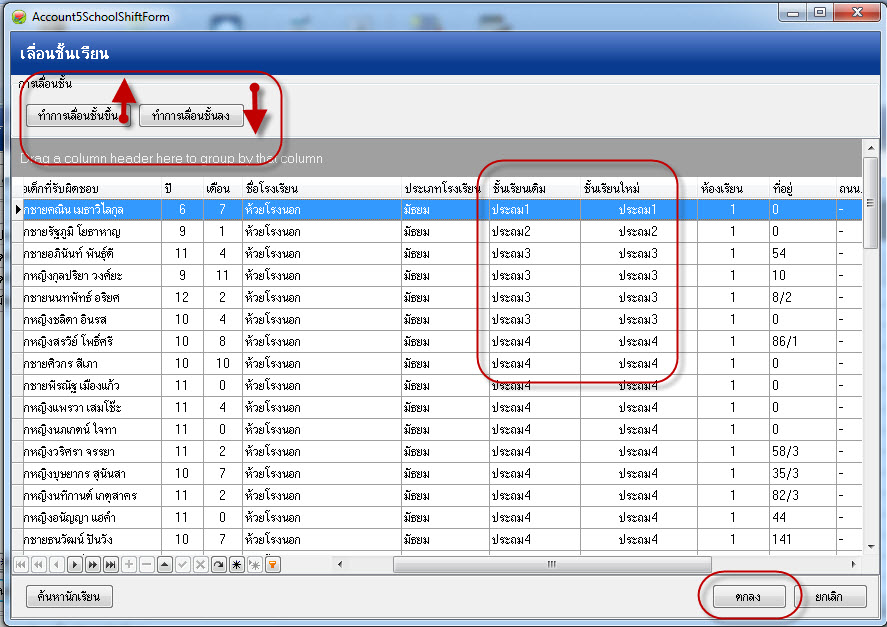 Account5SchoolShiftForm
เลื่อนชั้นเรียน
การเลื่อนชั้น
ทำการเลื่อนชั้นขึ้น ทำการเลื่อนชั้นลง
Drag a column header here to group by that column
อเด็กที่รับผิดชอบ ปี เดือน ชื่อโรงเรียน ประเภทโรงเรียน ชั้นเรียนเดิม ชั้นเรียนใหม่ ห้องเรียน ที่อยู่ ถนน
กชายคณิน เมธาวิไลกุล 6 7 ห้วยโรงนอก มัธยม ประถม1 ประถม1 1 0 -
กชายรัฐภูมิ โยธาหาญ 9 1 ห้วยโรงนอก มัธยม ประถม2 ประถม2 1 0 -
กชายอภินันท์ พันธุ์ดี 11 4 ห้วยโรงนอก มัธยม ประถม3 ประถม3 1 54 -
กหญิงกุลปริยา วงศ์ยะ 9 11 ห้วยโรงนอก มัธยม ประถม3 ประถม3 1 10 -
กชายนนทพัทธ์ อริยศ 12 2 ห้วยโรงนอก มัธยม ประถม3 ประถม3 1 8/2 -
กหญิงชลิตา อินรส 10 4 ห้วยโรงนอก มัธยม ประถม3 ประถม3 1 0 -
กหญิงสรวีย์ โพธิ์ศรี 10 8 ห้วยโรงนอก มัธยม ประถม4 ประถม4 1 86/1 -
กชายศิวกร สีเภา 10 10 ห้วยโรงนอก มัธยม ประถม4 ประถม4 1 0 -
กชายพีรณัฐ เมืองแก้ว 11 0 ห้วยโรงนอก มัธยม ประถม4 ประถม4 1 0 -
กหญิงแพรวา เสมโช๊ะ 11 4 ห้วยโรงนอก มัธยม ประถม4 ประถม4 1 0 -
กหญิงนภเกตน์ ใจทา 11 0 ห้วยโรงนอก มัธยม ประถม4 ประถม4 1 0 -
กหญิงวริศรา จรรยา 11 2 ห้วยโรงนอก มัธยม ประถม4 ประถม4 1 58/3 -
กหญิงบุษยากร สุนันสา 10 7 ห้วยโรงนอก มัธยม ประถม4 ประถม4 1 35/3 -
กหญิงนทีกานต์ เกตุสาคร 11 2 ห้วยโรงนอก มัธยม ประถม4 ประถม4 1 82/3 -
กหญิงอนัญญา แอคำ 11 0 ห้วยโรงนอก มัธยม ประถม4 ประถม4 1 44 -
กชายธนวัฒน์ ปันวัง 10 7 ห้วยโรงนอก มัธยม ประถม4 ประถม4 1 141 -
ค้นหานักเรียน ตกลง ยกเลิก